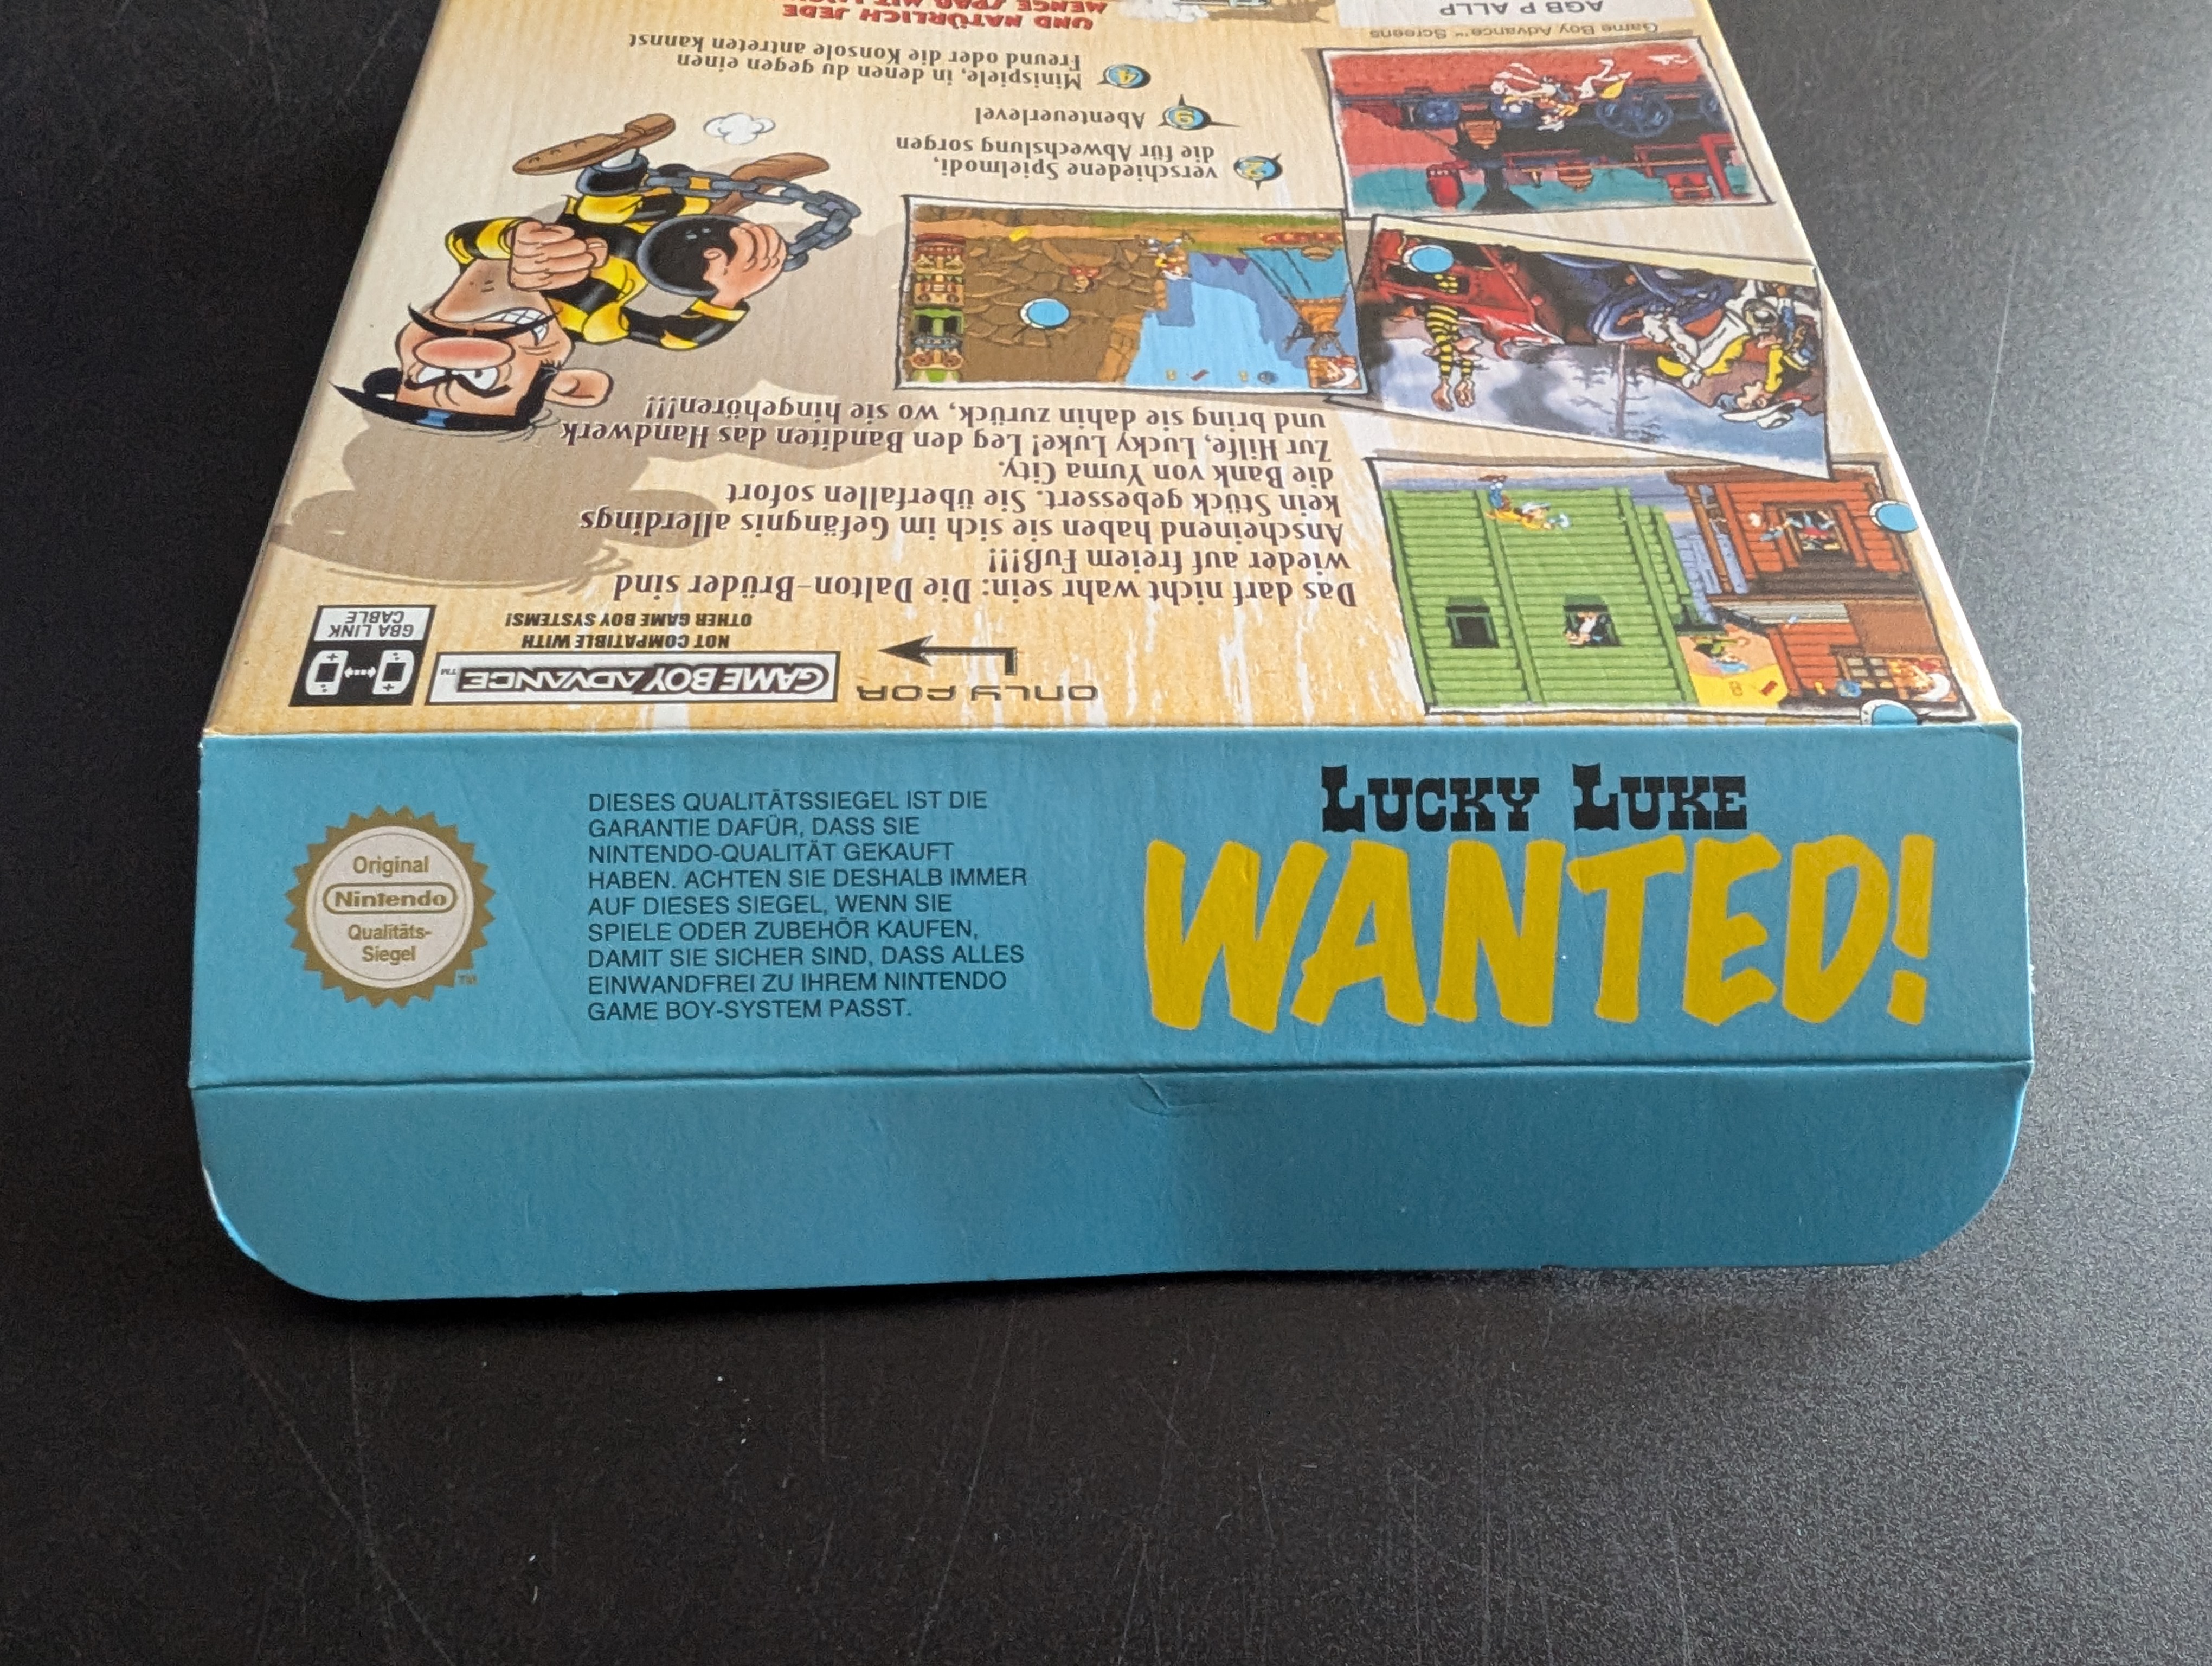 LUCKY LUKE
WANTED!
DIESES QUALITÄTSSIEGEL IST DIE
GARANTIE DAFÜR, DASS SIE
NINTENDO-QUALITÄT GEKAUFT
HABEN. ACHTEN SIE DESHALB IMMER
AUF DIESES SIEGEL, WENN SIE
SPIELE ODER ZUBEHÖR KAUFEN,
DAMIT SIE SICHER SIND, DASS ALLES
EINWANDFREI ZU IHREM NINTENDO
GAME BOY-SYSTEM PASST.
Original
Nintendo
Qualitäts-
Siegel
TM
ONLY FOR
GAME BOY ADVANCE™
NOT COMPATIBLE WITH
OTHER GAME BOY SYSTEMS!
GBA LINK
CABLE
Das darf nicht wahr sein: Die Dalton-Brüder sind
wieder auf freiem Fuß!!!
Anscheinend haben sie sich im Gefängnis allerdings
kein Stück gebessert. Sie überfallen sofort
die Bank von Yuma City.
Zur Hilfe, Lucky Luke! Leg den Banditen das Handwerk
und bring sie dahin zurück, wo sie hingehören!!!
2 verschiedene Spielmodi,
die für Abwechslung sorgen
9 Abenteuerlevel
4 Minispiele, in denen du gegen einen
Freund oder die Konsole antreten kannst
UND NATÜRLICH JEDE
MENGE SPAß MIT
Game Boy Advance™ Screens
AGB P ALLP